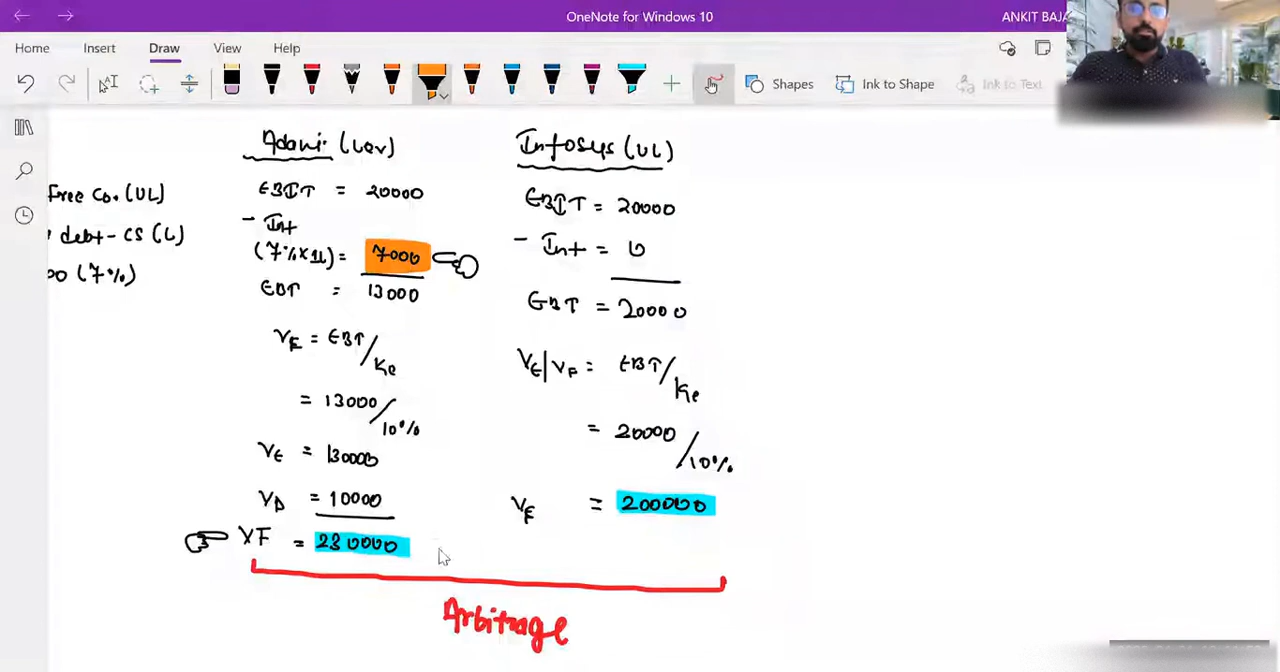 OneNote for Windows 10
ANKIT BAJA
Home Insert Draw View Help
Shapes
Ink to Shape
Ink to Text
Free Co. (UL)
debt-CS (L)
00 (7%)
Adani (Lev)
EBIT = 20000
- Int
(7% x 1L) = 7000
EBT = 13000
VE = EBT/Ke
= 13000/10%
VE = 130000
VD = 10000
VF = 230000
Infosys (UL)
EBIT = 20000
- Int = 0
EBT = 20000
VE|VF = EBT/Ke
= 20000/10%
VF = 200000
Arbitrage